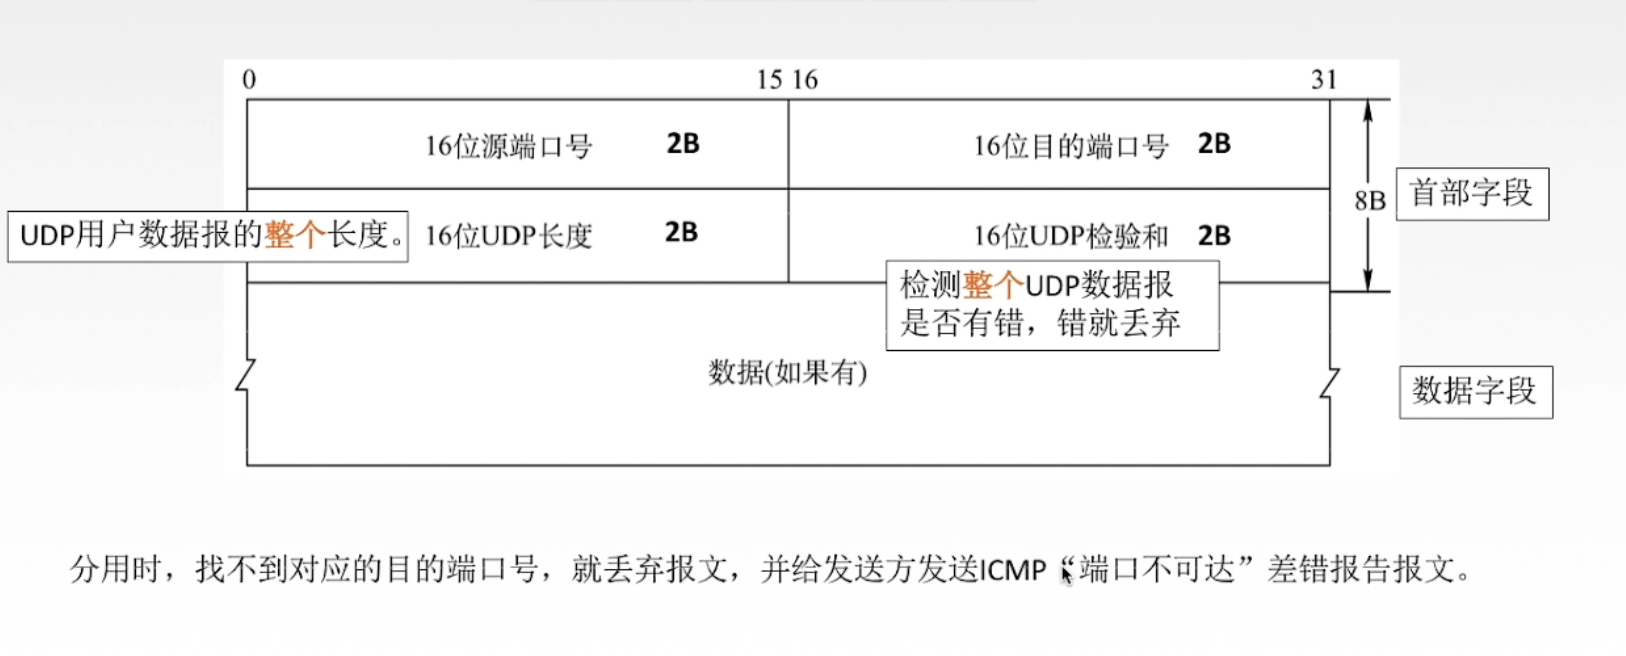 0 15 16 31
16位源端口号 2B 16位目的端口号 2B
8B 首部字段
UDP用户数据报的整个长度。 16位UDP长度 2B 16位UDP检验和 2B
检测整个UDP数据报
是否有错，错就丢弃
数据(如果有)
数据字段
分用时，找不到对应的目的端口号，就丢弃报文，并给发送方发送ICMP“端口不可达”差错报告报文。